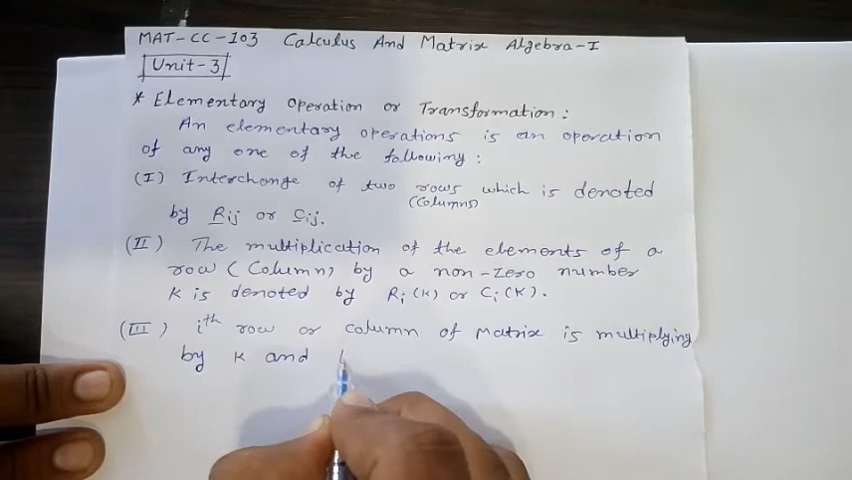 MAT-CC-103 Calculus And Matrix Algebra-I
Unit-3
* Elementary Operation or Transformation:
An elementary operations is an operation
of any one of the following:
(I) Interchange of two rows which is denoted
(Columns)
by Rij or Cij.
(II) The multiplication of the elements of a
row (Column) by a non-zero number
K is denoted by Ri(K) or Ci(K).
(III) ith row or column of Matrix is multiplying
by K and